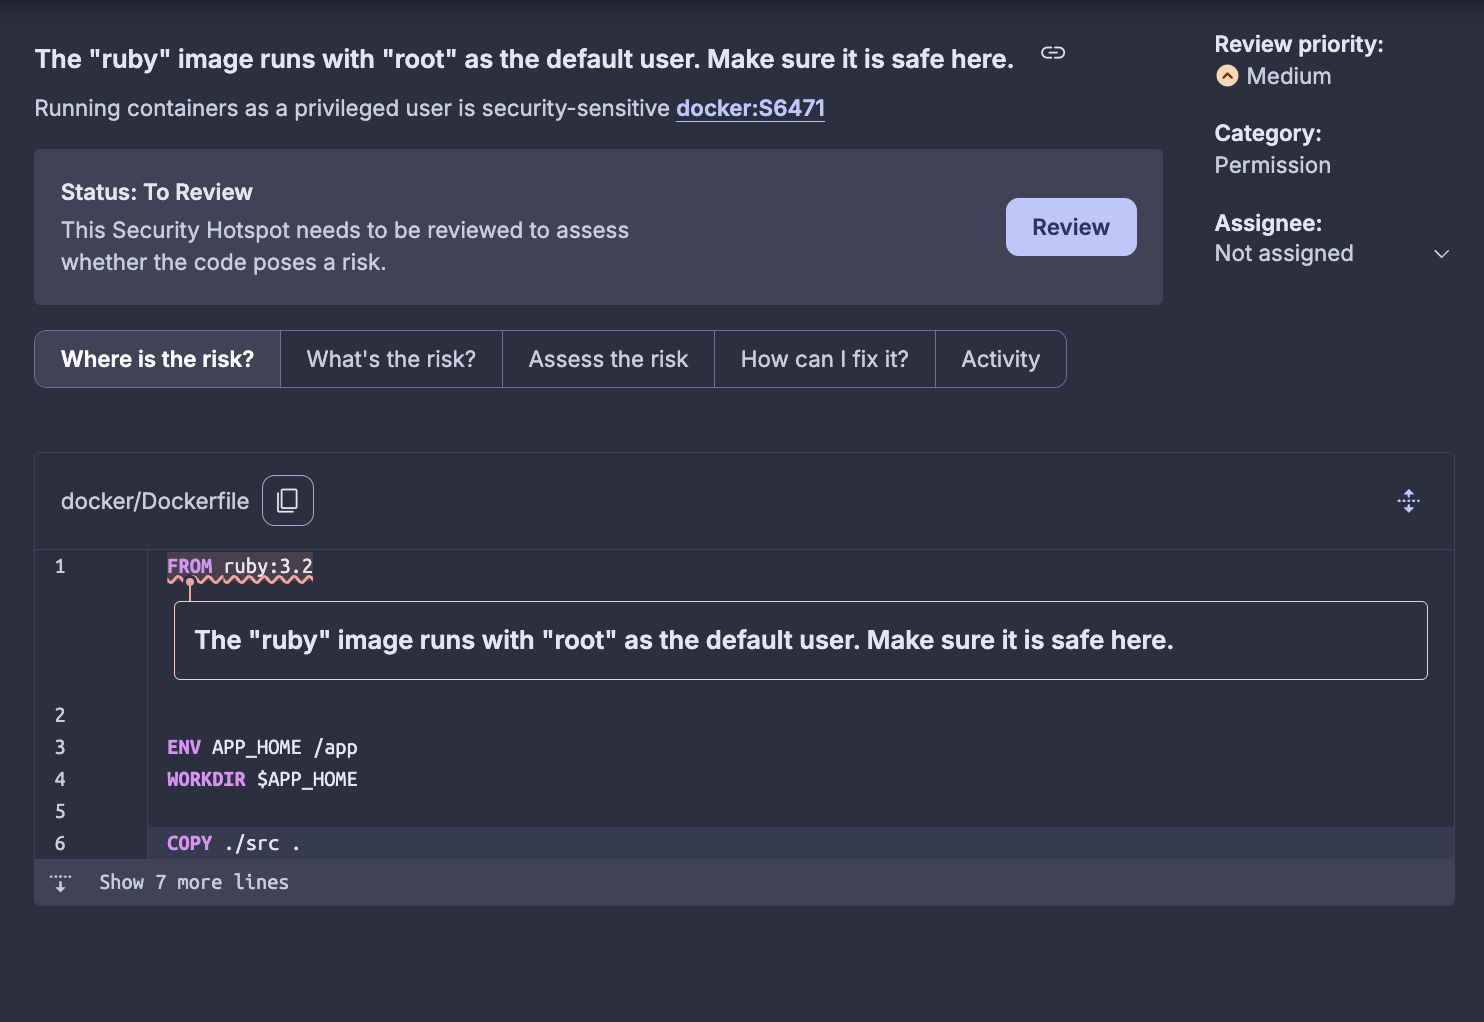 The "ruby" image runs with "root" as the default user. Make sure it is safe here.
Running containers as a privileged user is security-sensitive docker:S6471
Status: To Review
This Security Hotspot needs to be reviewed to assess
whether the code poses a risk.
Review
Review priority:
Medium
Category:
Permission
Assignee:
Not assigned
Where is the risk?
What's the risk?
Assess the risk
How can I fix it?
Activity
docker/Dockerfile
1 FROM ruby:3.2
The "ruby" image runs with "root" as the default user. Make sure it is safe here.
2
3 ENV APP_HOME /app
4 WORKDIR $APP_HOME
5
6 COPY ./src .
Show 7 more lines